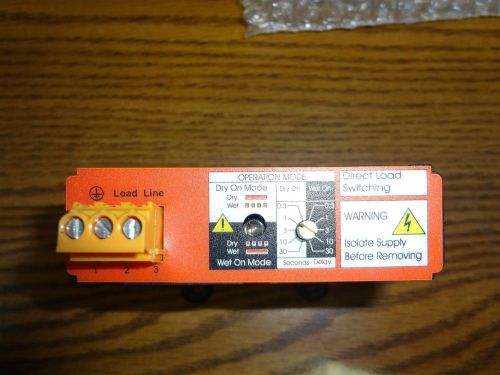 Load Line
1 2 3
OPERATION MODE
Dry On Mode
Dry
Wet
Dry
Wet
Wet On Mode
Dry On Wet On
0.3 0.3
1 1
3 3
10 10
30 30
Seconds Delay
Direct Load
Switching
WARNING
Isolate Supply
Before Removing